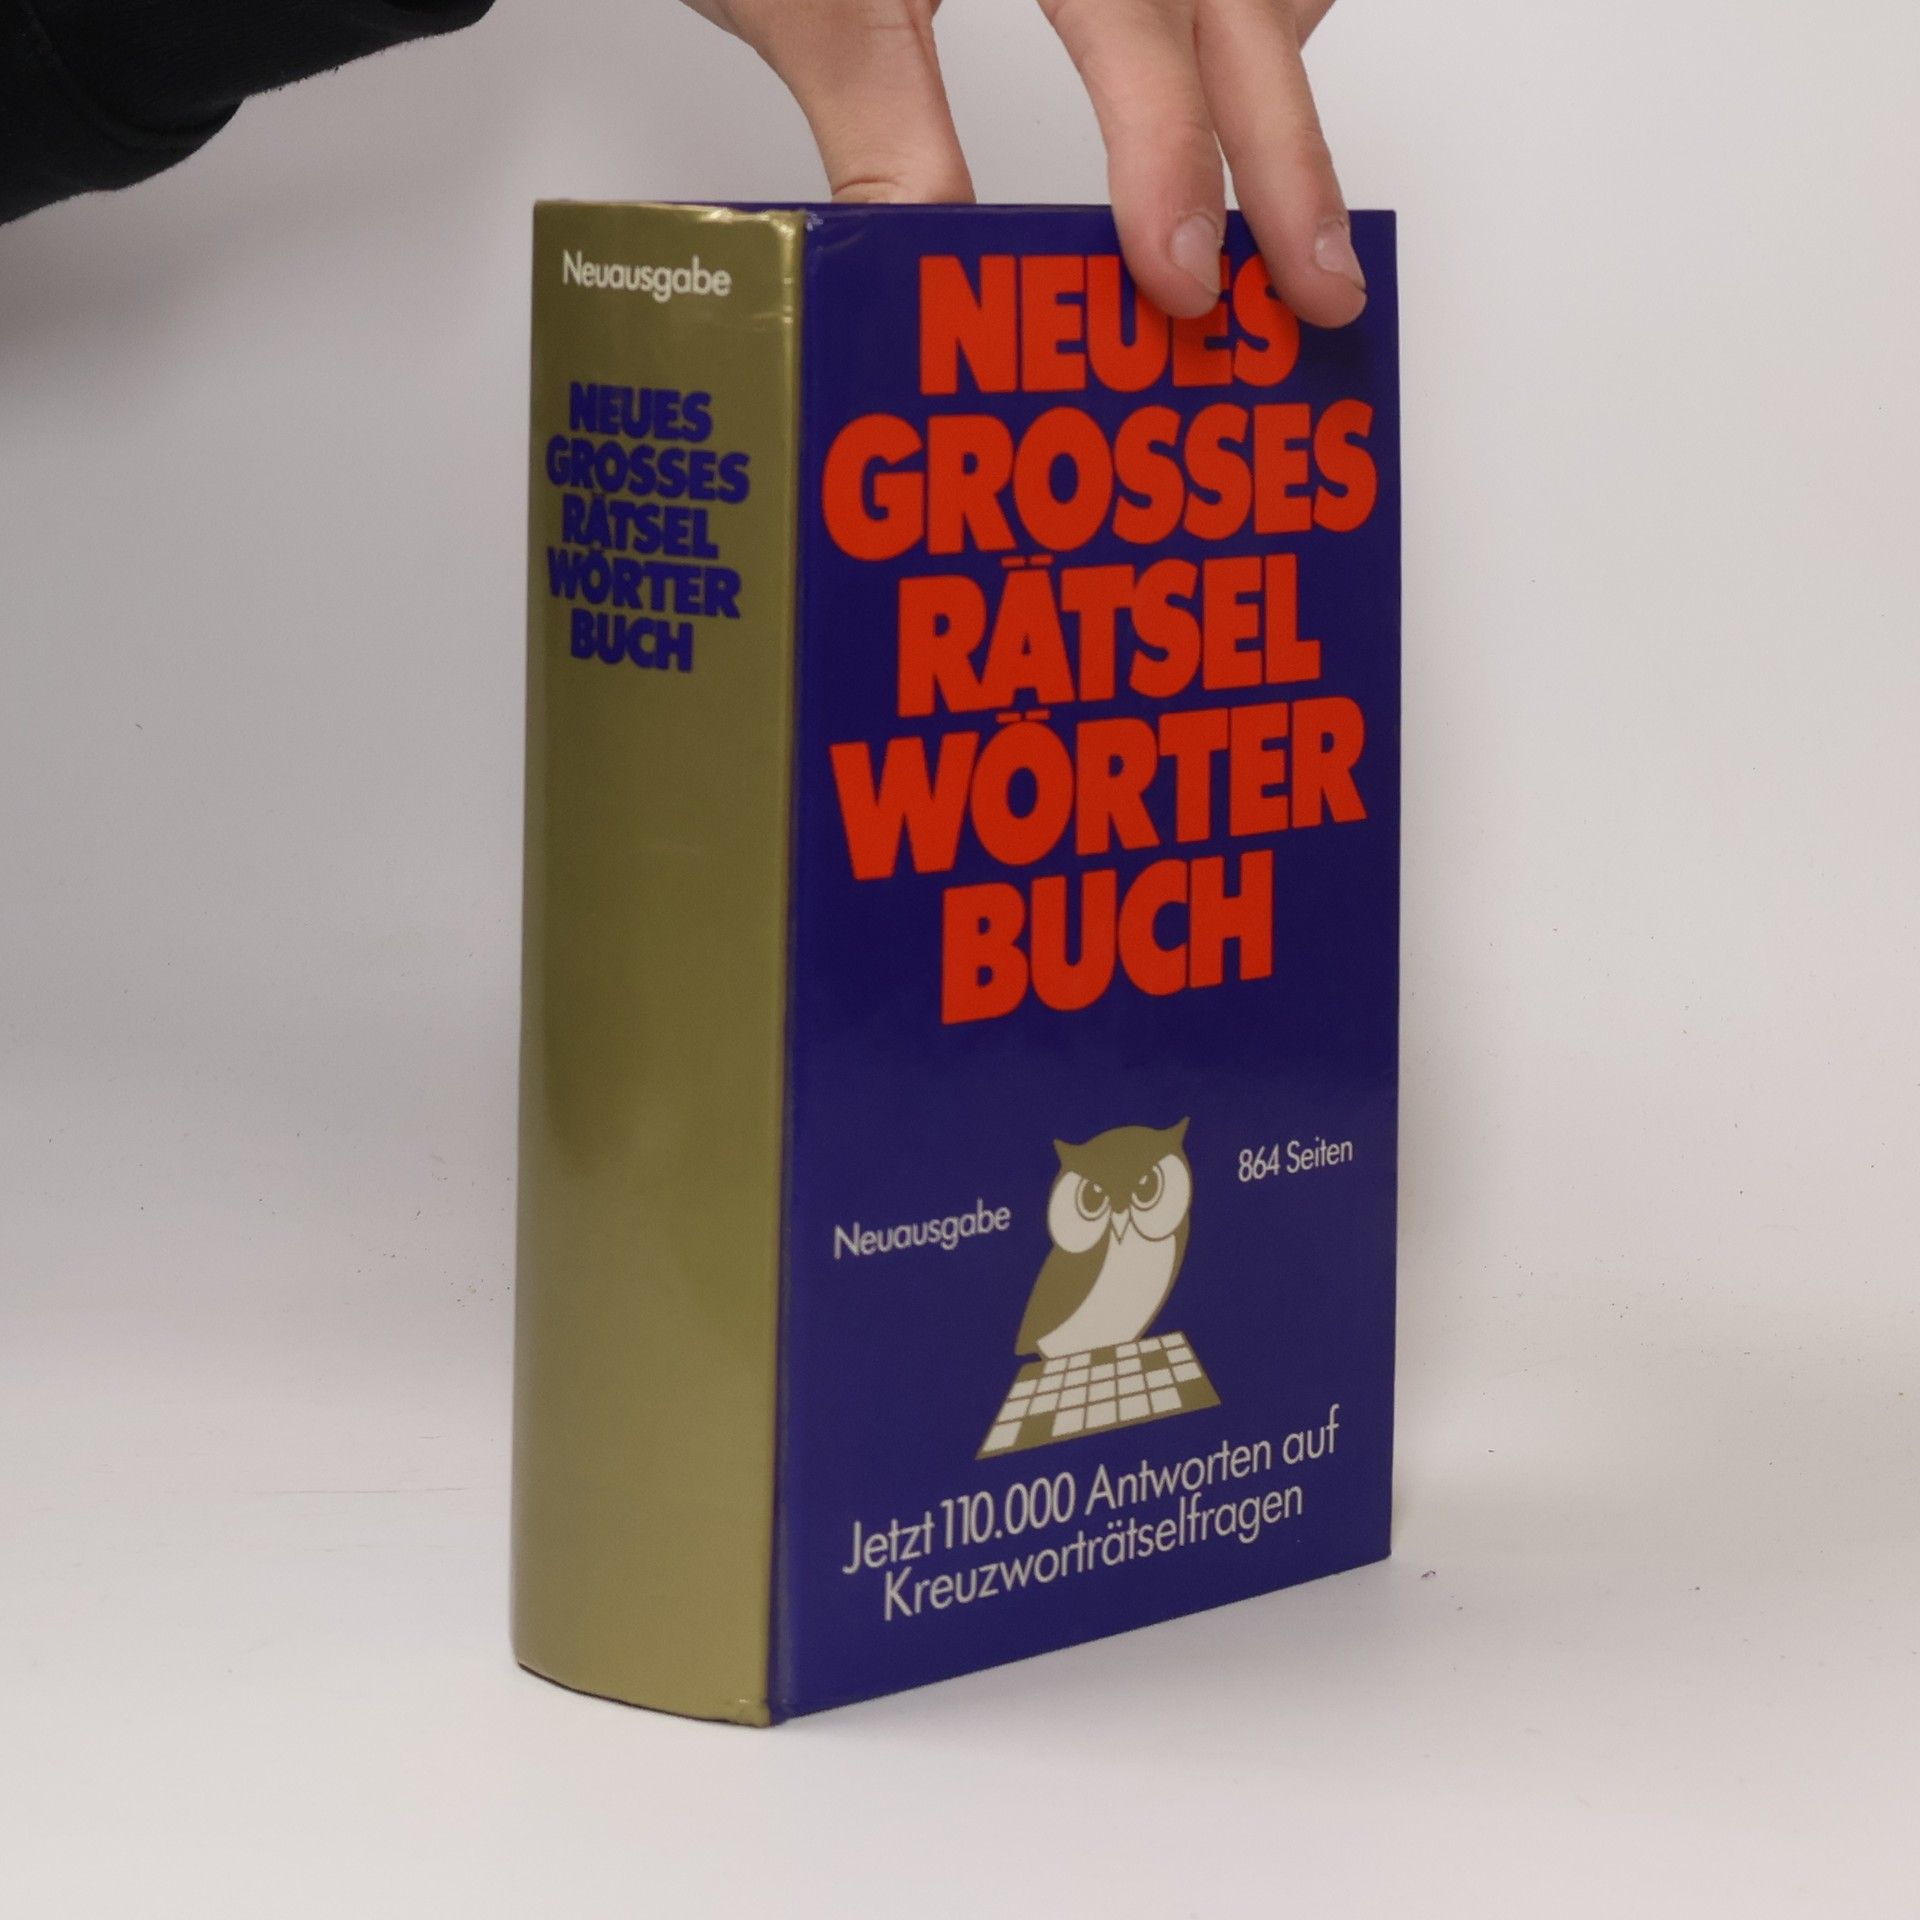 Neuausgabe
NEUES
GROSSES
RÄTSEL
WÖRTER
BUCH
NEUES
GROSSES
RÄTSEL
WÖRTER
BUCH
864 Seiten
Neuausgabe
Jetzt 110.000 Antworten auf
Kreuzworträtselfragen